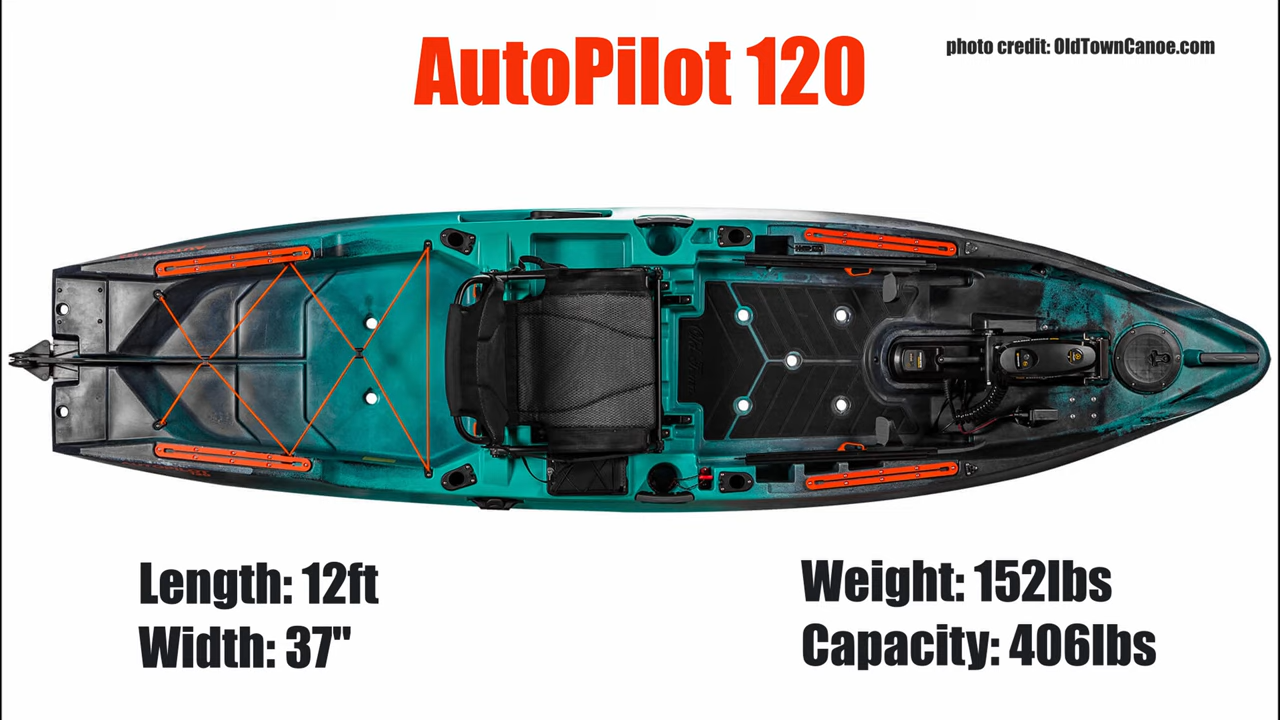 AutoPilot 120
photo credit: OldTownCanoe.com
Length: 12ft
Width: 37"
Weight: 152lbs
Capacity: 406lbs